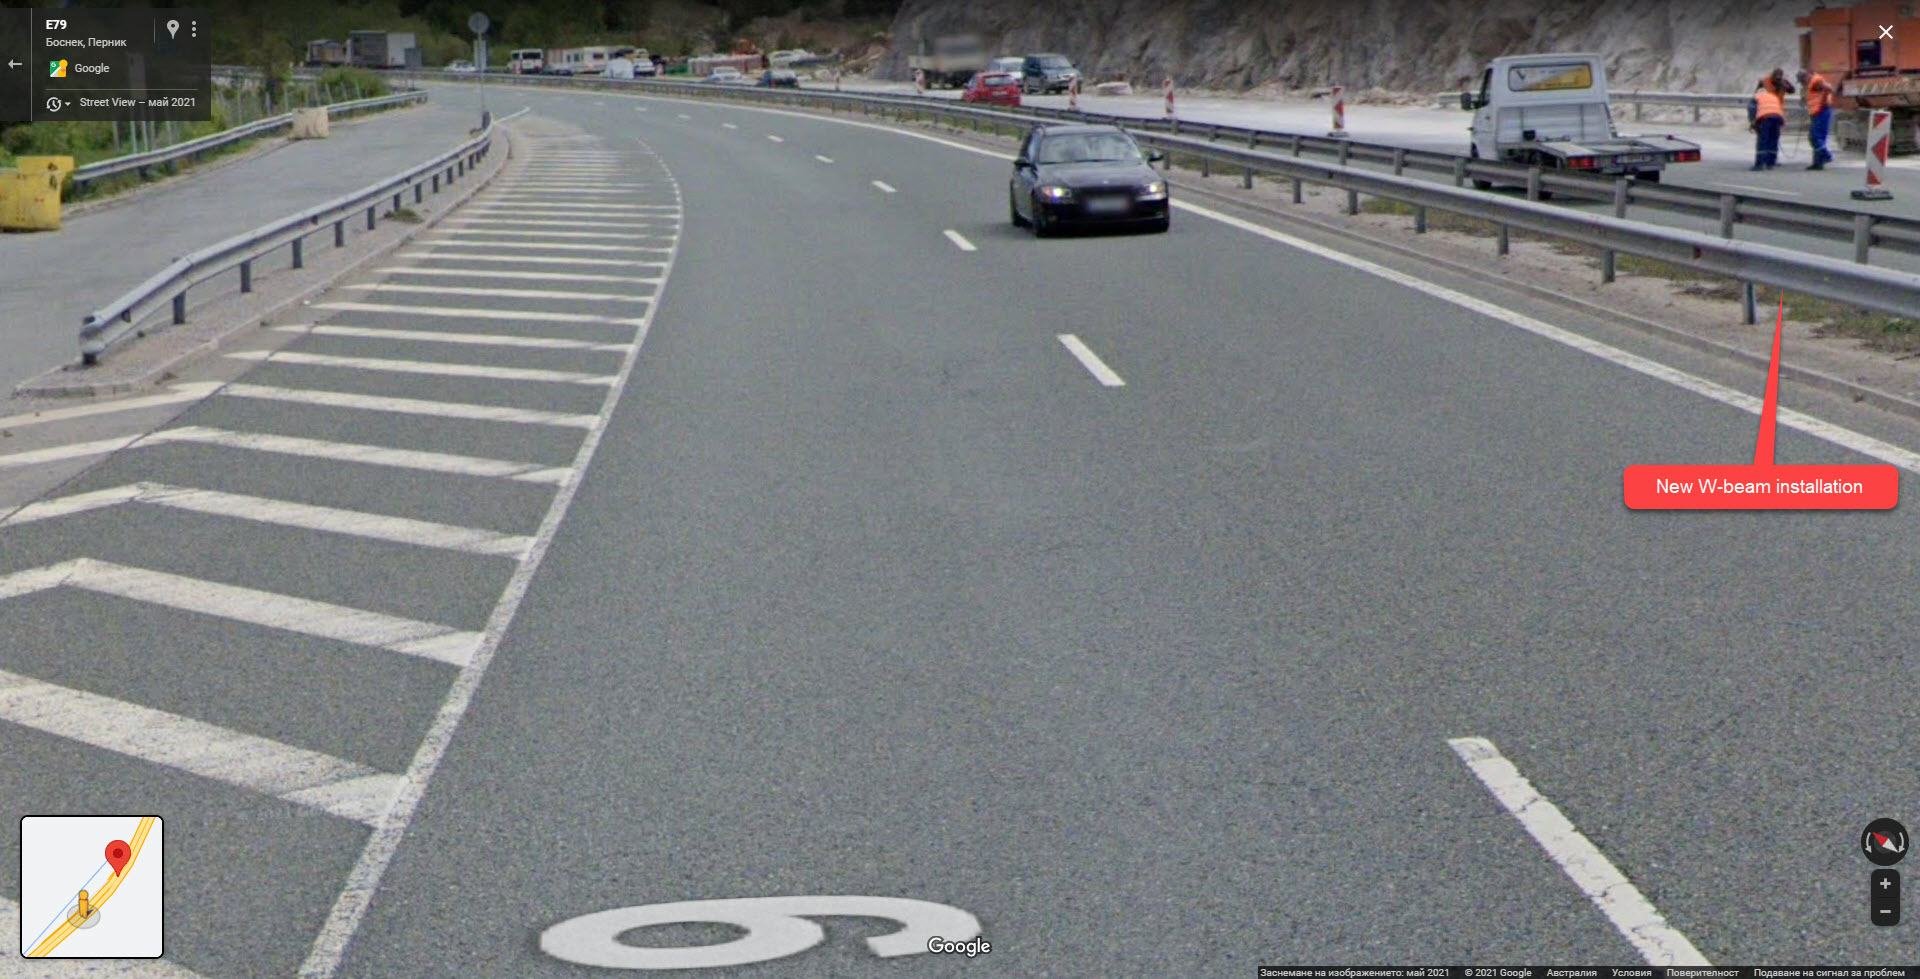 E79
Боснек, Перник
Google
Street View – май 2021
New W-beam installation
6
Google
Заснемане на изображението: май 2021 © 2021 Google Австралия Условия Поверителност Подаване на сигнал за проблем